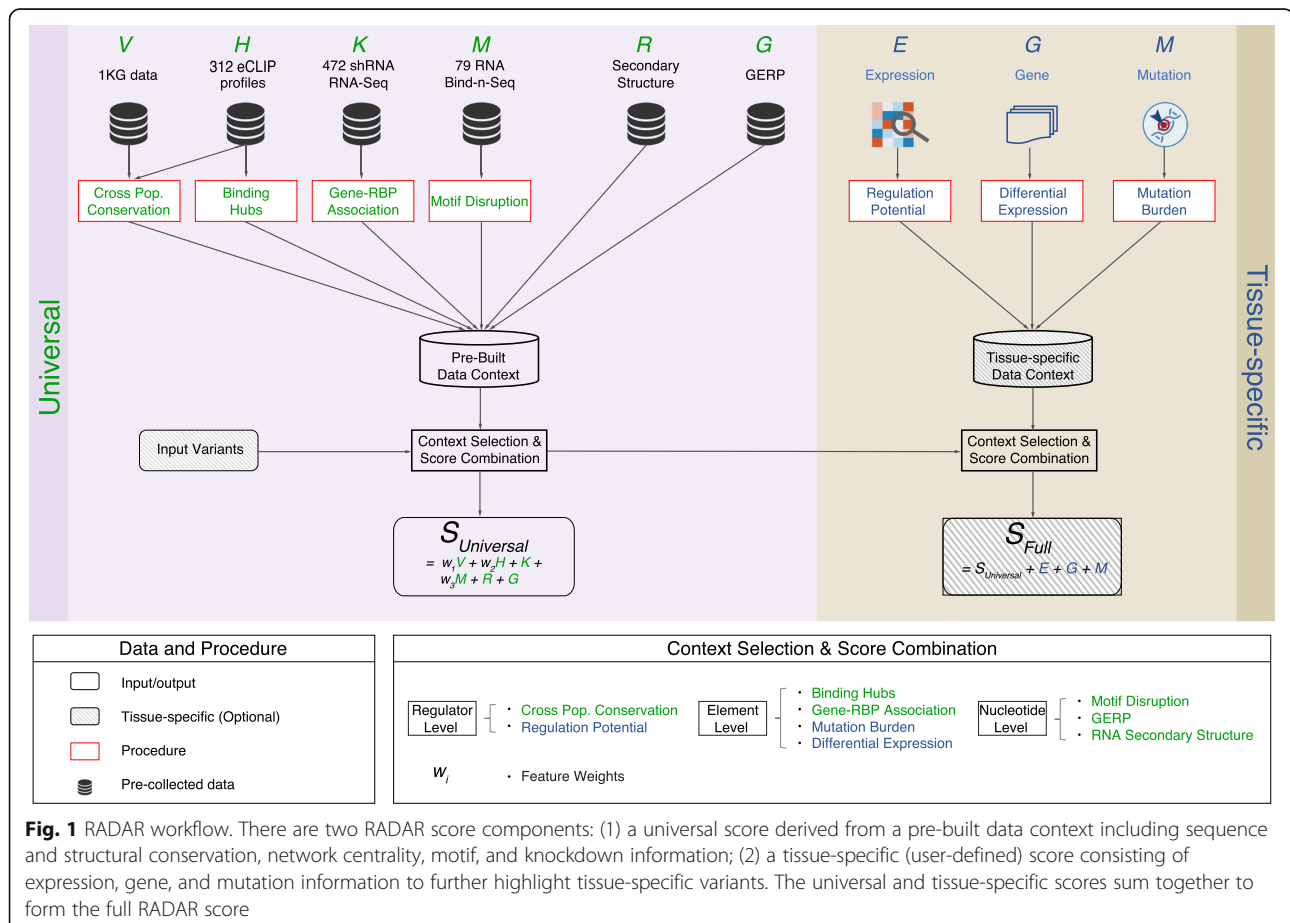 V H K M R G E G M
1KG data
312 eCLIP
profiles
472 shRNA
RNA-Seq
79 RNA
Bind-n-Seq
Secondary
Structure
GERP
Expression
Gene
Mutation
Cross Pop.
Conservation
Binding
Hubs
Gene-RBP
Association
Motif Disruption
Regulation
Potential
Differential
Expression
Mutation
Burden
Universal
Tissue-specific
Pre-Built
Data Context
Tissue-specific
Data Context
Input Variants
Context Selection &
Score Combination
Context Selection &
Score Combination
S Universal
= w1V + w2H + K +
w3M + R + G
S Full
= S Universal + E + G + M
Data and Procedure
Input/output
Tissue-specific (Optional)
Procedure
Pre-collected data
Context Selection & Score Combination
Regulator
Level
• Cross Pop. Conservation
• Regulation Potential
Element
Level
• Binding Hubs
• Gene-RBP Association
• Mutation Burden
• Differential Expression
Nucleotide
Level
• Motif Disruption
• GERP
• RNA Secondary Structure
Wi • Feature Weights
Fig. 1 RADAR workflow. There are two RADAR score components: (1) a universal score derived from a pre-built data context including sequence
and structural conservation, network centrality, motif, and knockdown information; (2) a tissue-specific (user-defined) score consisting of
expression, gene, and mutation information to further highlight tissue-specific variants. The universal and tissue-specific scores sum together to
form the full RADAR score